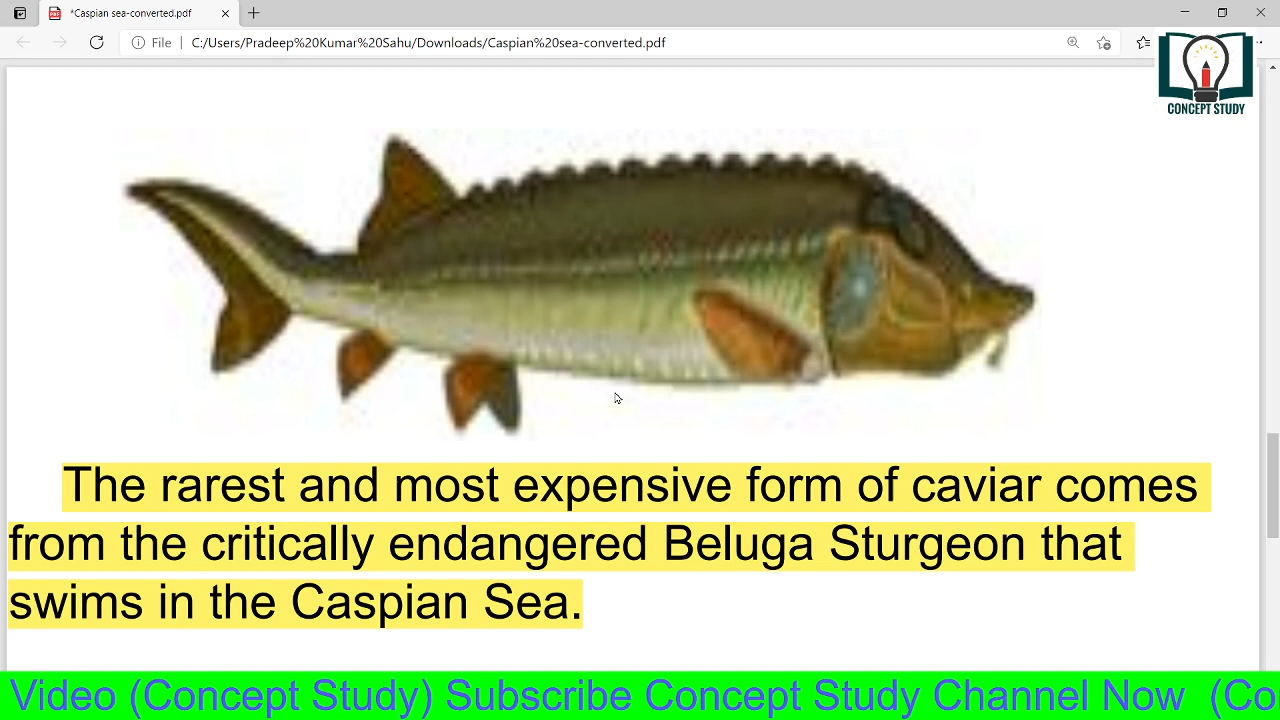 *Caspian sea-converted.pdf
File | C:/Users/Pradeep%20Kumar%20Sahu/Downloads/Caspian%20sea-converted.pdf
CONCEPT STUDY
The rarest and most expensive form of caviar comes
from the critically endangered Beluga Sturgeon that
swims in the Caspian Sea.
Video (Concept Study) Subscribe Concept Study Channel Now (Co